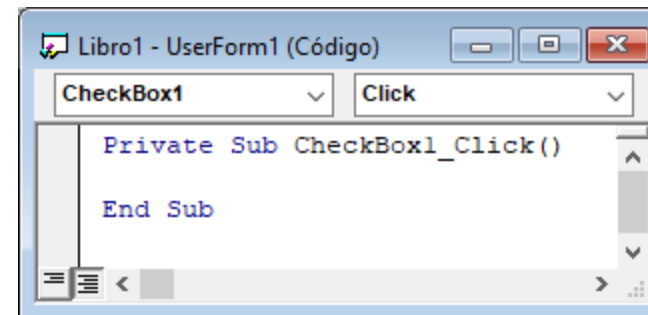 Libro1 - UserForm1 (Código)
CheckBox1 Click
Private Sub CheckBox1_Click()
End Sub